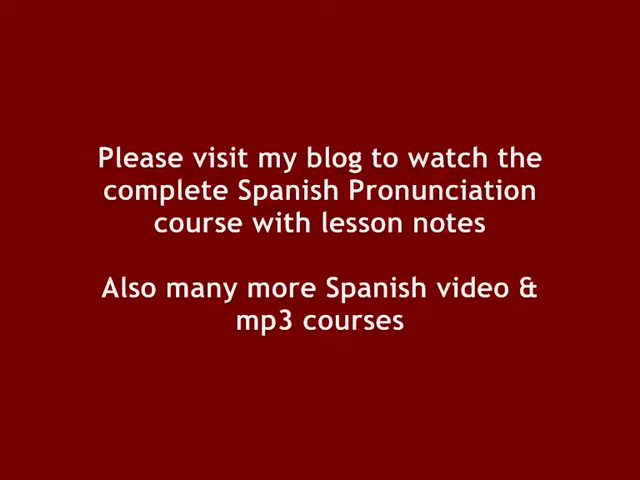 Please visit my blog to watch the
complete Spanish Pronunciation
course with lesson notes
Also many more Spanish video &
mp3 courses